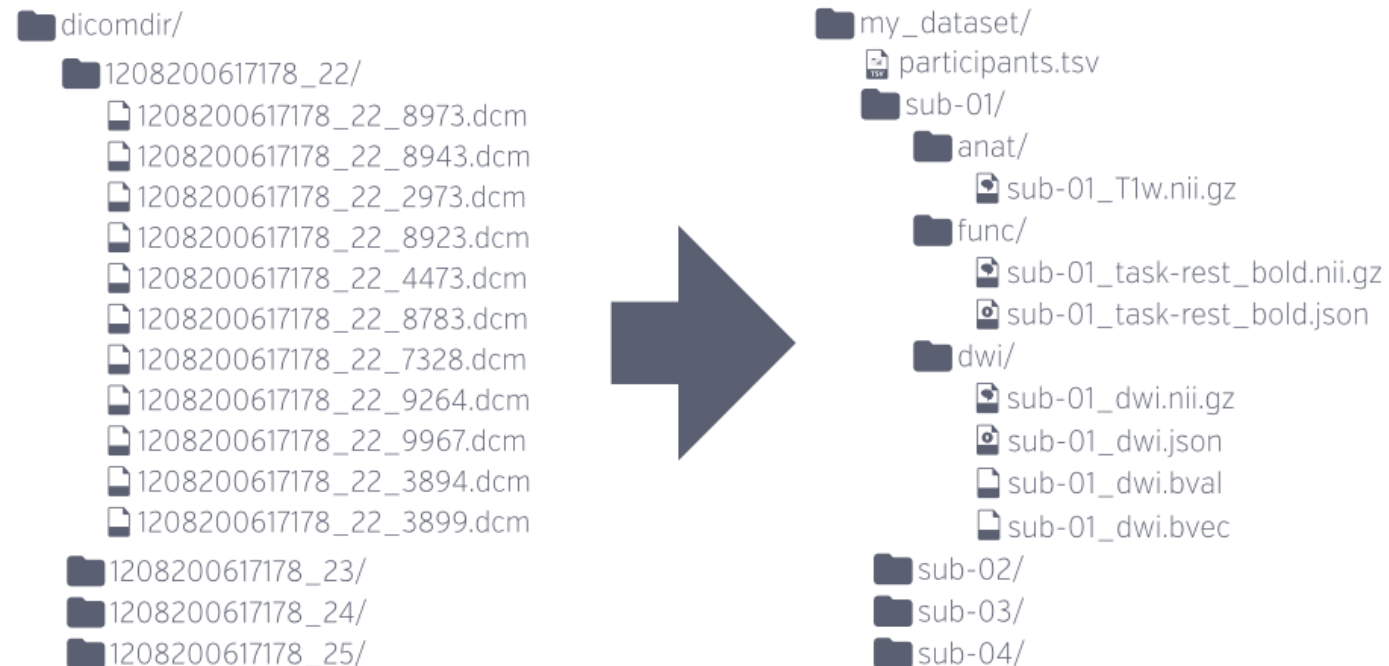 dicomdir/
1208200617178_22/
1208200617178_22_8973.dcm
1208200617178_22_8943.dcm
1208200617178_22_2973.dcm
1208200617178_22_8923.dcm
1208200617178_22_4473.dcm
1208200617178_22_8783.dcm
1208200617178_22_7328.dcm
1208200617178_22_9264.dcm
1208200617178_22_9967.dcm
1208200617178_22_3894.dcm
1208200617178_22_3899.dcm
1208200617178_23/
1208200617178_24/
1208200617178_25/
my_dataset/
TSV participants.tsv
sub-01/
anat/
sub-01_T1w.nii.gz
func/
sub-01_task-rest_bold.nii.gz
sub-01_task-rest_bold.json
dwi/
sub-01_dwi.nii.gz
sub-01_dwi.json
sub-01_dwi.bval
sub-01_dwi.bvec
sub-02/
sub-03/
sub-04/